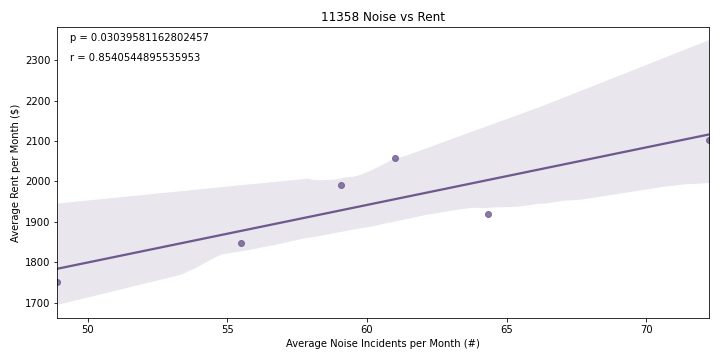 11358 Noise vs Rent
p = 0.03039581162802457
r = 0.8540544895535953
2300
2200
2100
2000
1900
1800
1700
Average Rent per Month ($)
50 55 60 65 70
Average Noise Incidents per Month (#)